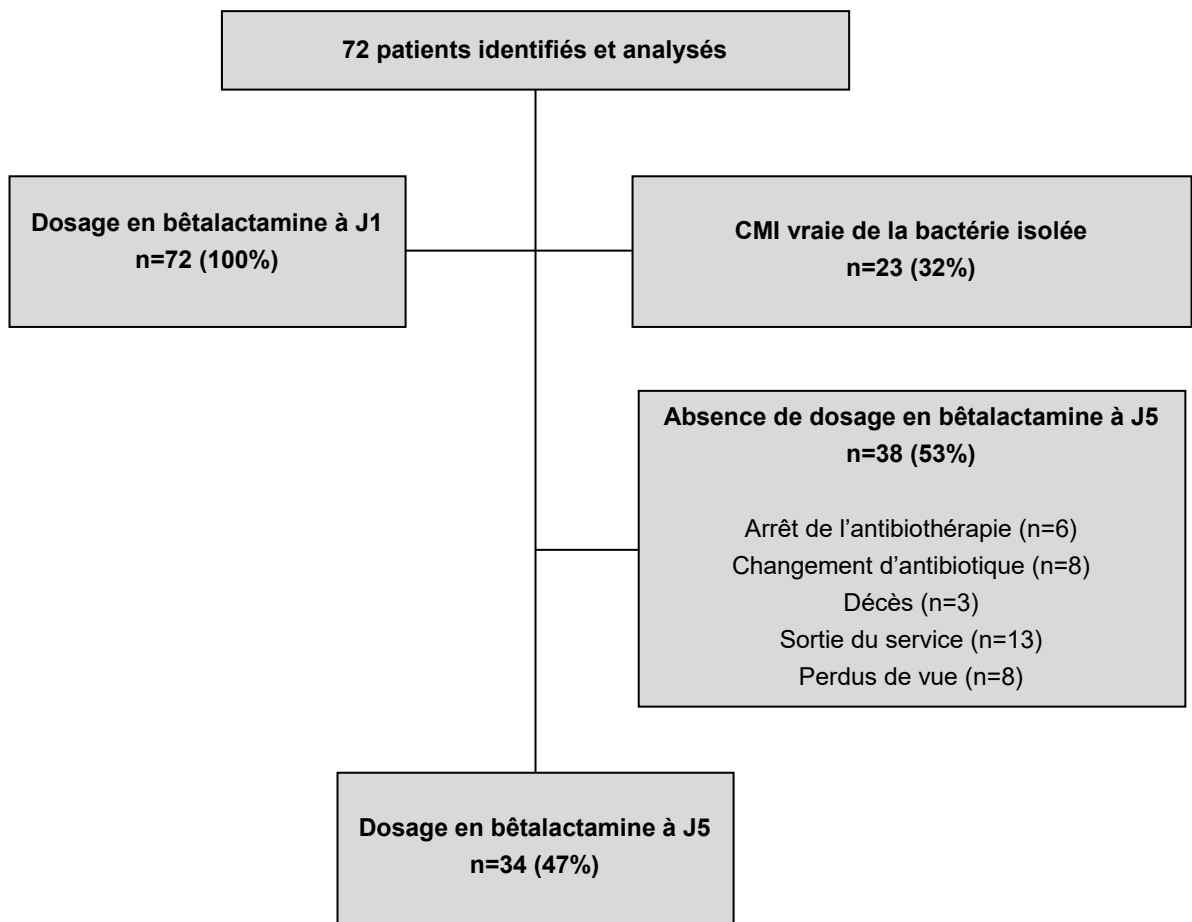 72 patients identifiés et analysés
Dosage en bêtalactamine à J1
n=72 (100%)
CMI vraie de la bactérie isolée
n=23 (32%)
Absence de dosage en bêtalactamine à J5
n=38 (53%)
Arrêt de l’antibiothérapie (n=6)
Changement d’antibiotique (n=8)
Décès (n=3)
Sortie du service (n=13)
Perdus de vue (n=8)
Dosage en bêtalactamine à J5
n=34 (47%)